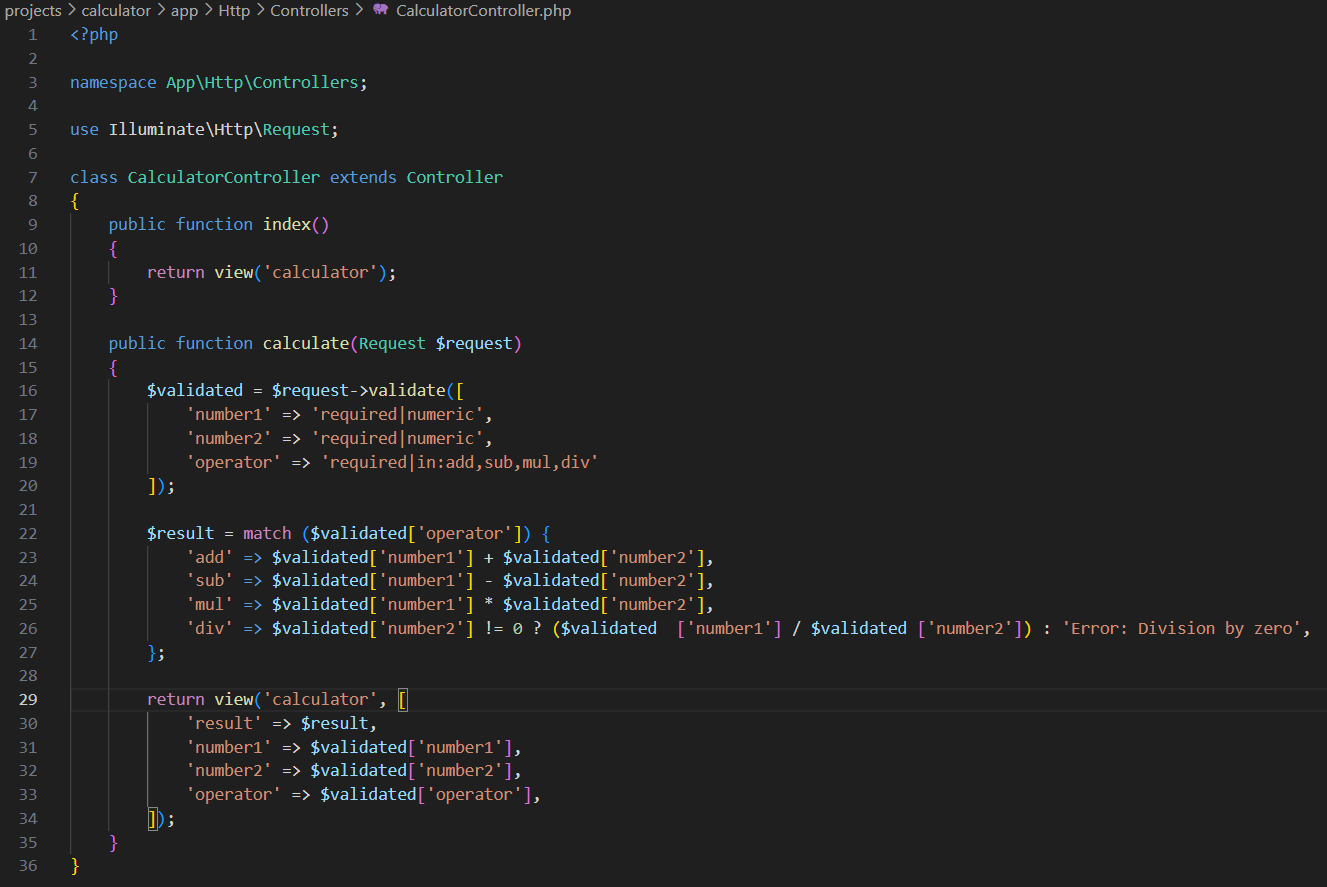 projects > calculator > app > Http > Controllers > CalculatorController.php
1 <?php
2
3 namespace App\Http\Controllers;
4
5 use Illuminate\Http\Request;
6
7 class CalculatorController extends Controller
8 {
9     public function index()
10     {
11         return view('calculator');
12     }
13
14     public function calculate(Request $request)
15     {
16         $validated = $request->validate([
17             'number1' => 'required|numeric',
18             'number2' => 'required|numeric',
19             'operator' => 'required|in:add,sub,mul,div'
20         ]);
21
22         $result = match ($validated['operator']) {
23             'add' => $validated['number1'] + $validated['number2'],
24             'sub' => $validated['number1'] - $validated['number2'],
25             'mul' => $validated['number1'] * $validated['number2'],
26             'div' => $validated['number2'] != 0 ? ($validated  ['number1'] / $validated ['number2']) : 'Error: Division by zero',
27         };
28
29         return view('calculator', [
30             'result' => $result,
31             'number1' => $validated['number1'],
32             'number2' => $validated['number2'],
33             'operator' => $validated['operator'],
34         ]);
35     }
36 }